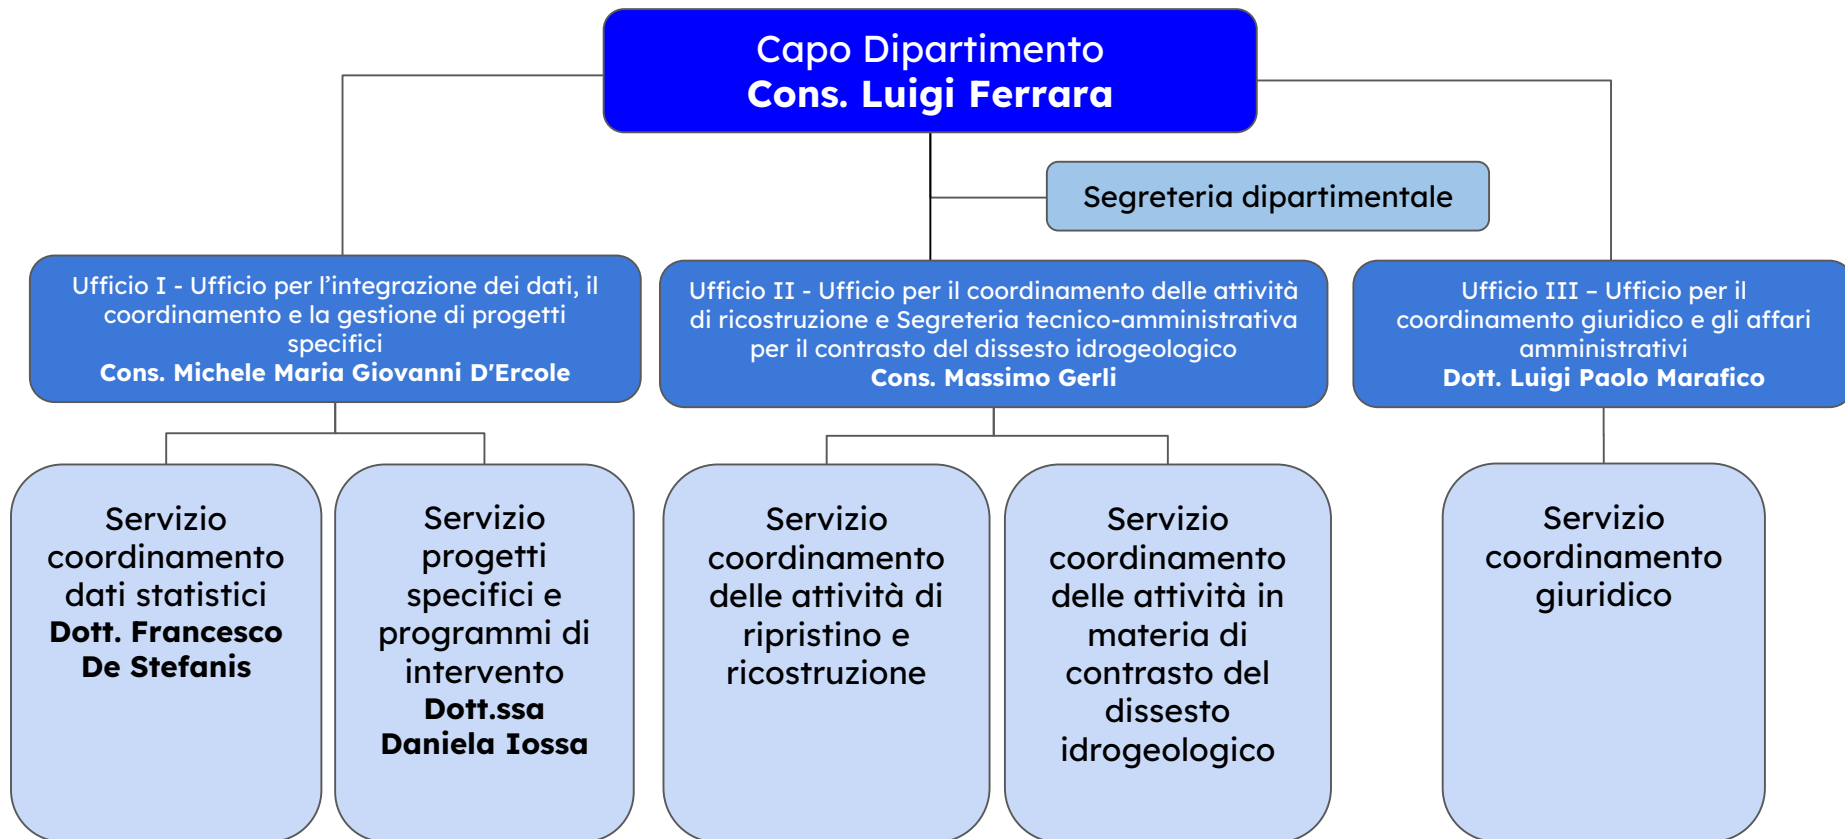 Capo Dipartimento
Cons. Luigi Ferrara
Segreteria dipartimentale
Ufficio I - Ufficio per l’integrazione dei dati, il
coordinamento e la gestione di progetti
specifici
Cons. Michele Maria Giovanni D'Ercole
Ufficio II - Ufficio per il coordinamento delle attività
di ricostruzione e Segreteria tecnico-amministrativa
per il contrasto del dissesto idrogeologico
Cons. Massimo Gerli
Ufficio III – Ufficio per il
coordinamento giuridico e gli affari
amministrativi
Dott. Luigi Paolo Marafico
Servizio
coordinamento
dati statistici
Dott. Francesco
De Stefanis
Servizio
progetti
specifici e
programmi di
intervento
Dott.ssa
Daniela Iossa
Servizio
coordinamento
delle attività di
ripristino e
ricostruzione
Servizio
coordinamento
delle attività in
materia di
contrasto del
dissesto
idrogeologico
Servizio
coordinamento
giuridico